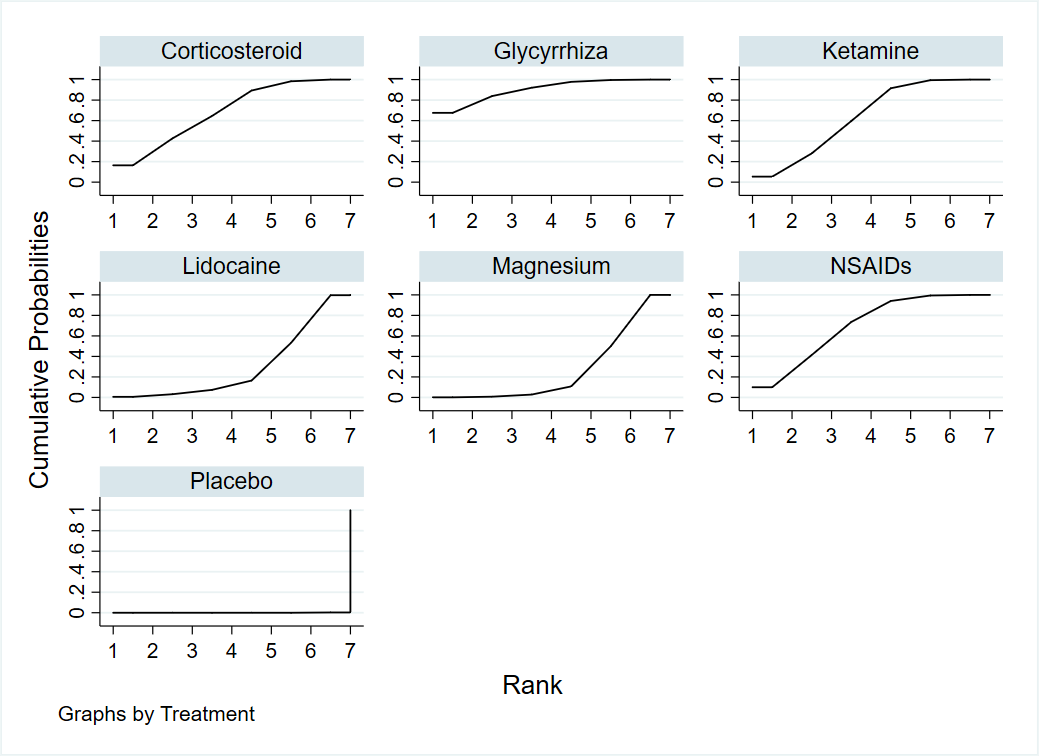 Corticosteroid Glycyrrhiza Ketamine
0 .2 .4 .6 .8 1 0 .2 .4 .6 .8 1 0 .2 .4 .6 .8 1
1 2 3 4 5 6 7 1 2 3 4 5 6 7 1 2 3 4 5 6 7
Lidocaine Magnesium NSAIDs
0 .2 .4 .6 .8 1 0 .2 .4 .6 .8 1 0 .2 .4 .6 .8 1
1 2 3 4 5 6 7 1 2 3 4 5 6 7 1 2 3 4 5 6 7
Placebo
0 .2 .4 .6 .8 1
1 2 3 4 5 6 7
Cumulative Probabilities
Rank
Graphs by Treatment